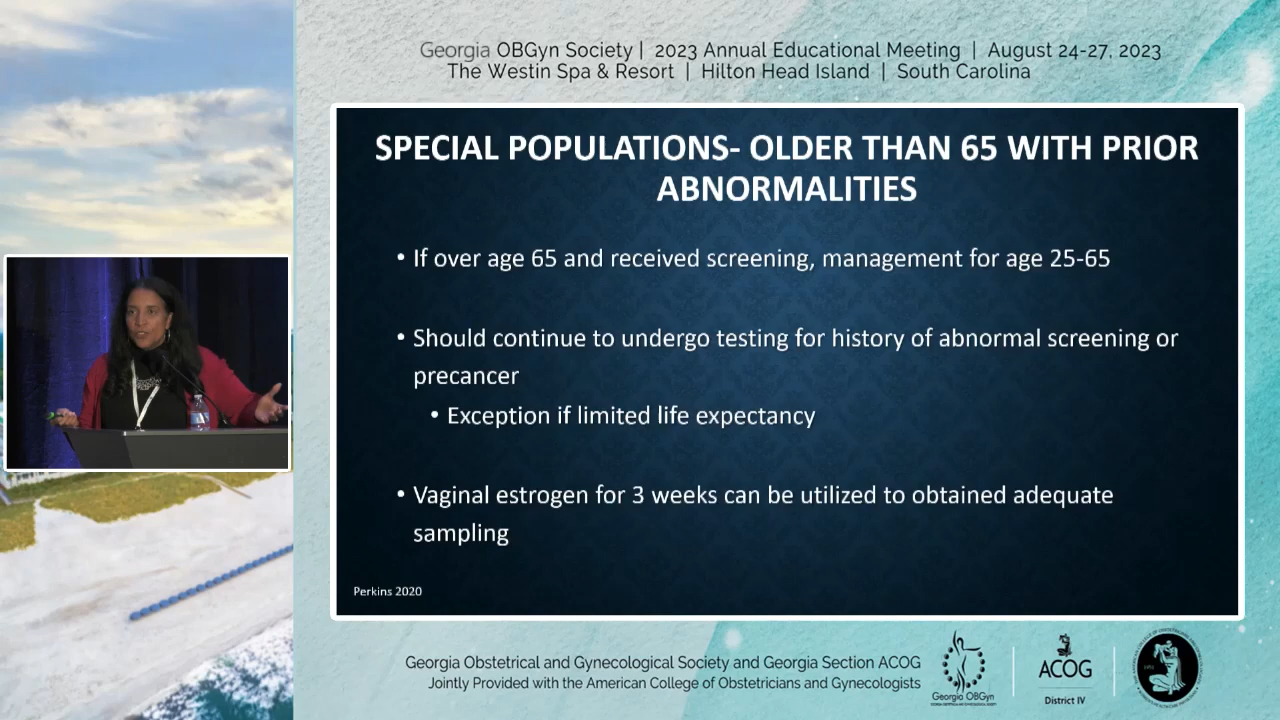 Georgia OBGyn Society | 2023 Annual Educational Meeting | August 24-27, 2023
The Westin Spa & Resort | Hilton Head Island | South Carolina
SPECIAL POPULATIONS- OLDER THAN 65 WITH PRIOR
ABNORMALITIES
• If over age 65 and received screening, management for age 25-65
• Should continue to undergo testing for history of abnormal screening or
precancer
• Exception if limited life expectancy
• Vaginal estrogen for 3 weeks can be utilized to obtained adequate
sampling
Perkins 2020
Georgia Obstetrical and Gynecological Society and Georgia Section ACOG
Jointly Provided with the American College of Obstetricians and Gynecologists
Georgia OBGyn
ACOG
District IV